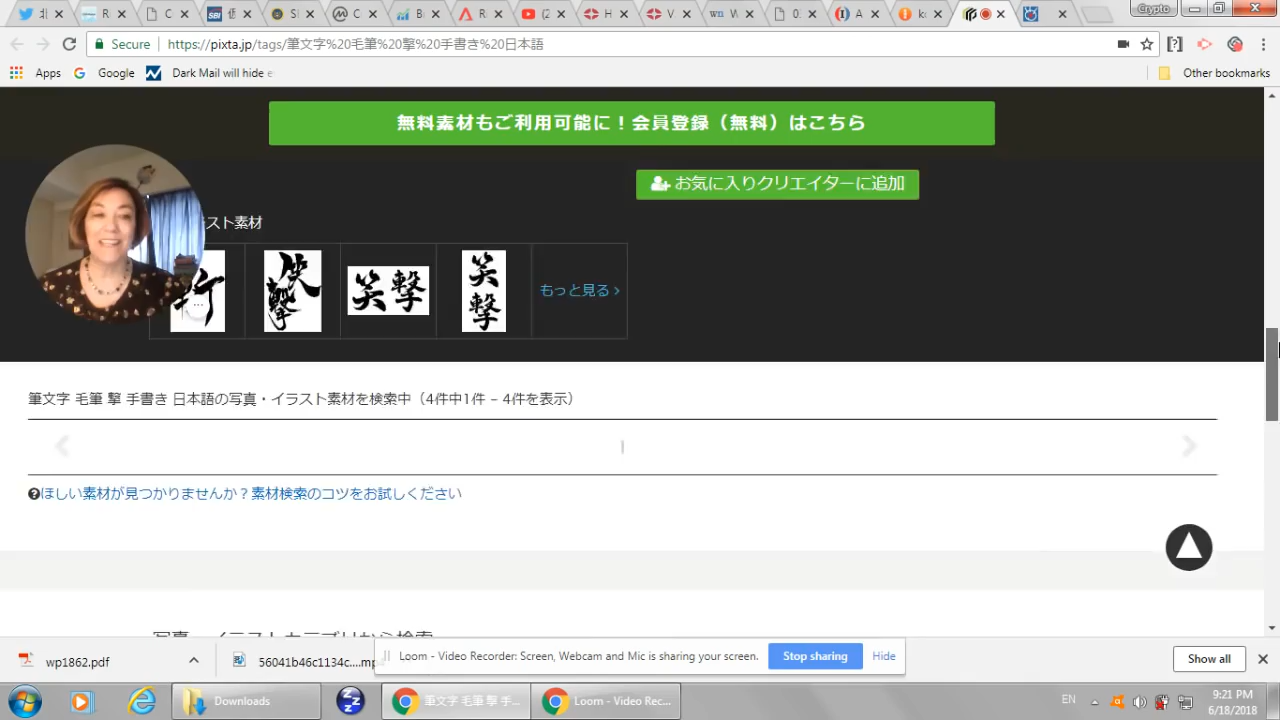 Crypto
Secure
https://pixta.jp/tags/筆文字%20毛筆%20撃%20手書き%20日本語
Apps
Google
Dark Mail will hide e
Other bookmarks
無料素材もご利用可能に！会員登録（無料）はこちら
お気に入りクリエイターに追加
スト素材
快撃
笑撃
笑撃
もっと見る
筆文字 毛筆 撃 手書き 日本語の写真・イラスト素材を検索中（4件中1件 – 4件を表示）
ほしい素材が見つかりませんか？素材検索のコツをお試しください
wp1862.pdf
56041b46c1134c....mp
Loom - Video Recorder: Screen, Webcam and Mic is sharing your screen.
Stop sharing
Hide
Show all
Downloads
筆文字 毛筆 撃 手...
Loom - Video Rec...
EN
9:21 PM
6/18/2018